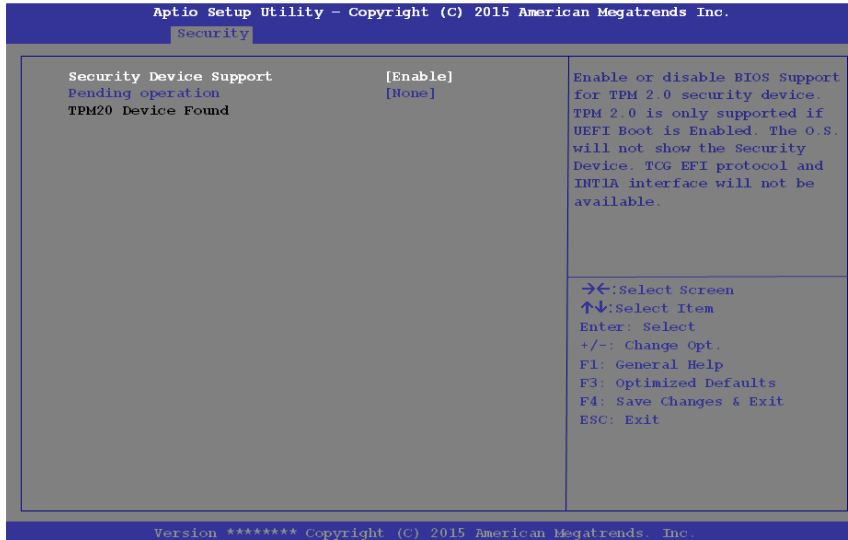 Aptio Setup Utility – Copyright (C) 2015 American Megatrends Inc.
Security
Security Device Support [Enable]
Pending operation [None]
TPM20 Device Found
Enable or disable BIOS Support
for TPM 2.0 security device.
TPM 2.0 is only supported if
UEFI Boot is Enabled. The O.S.
will not show the Security
Device. TCG EFI protocol and
INT1A interface will not be
available.
→←:Select Screen
↑↓:Select Item
Enter: Select
+/-: Change Opt.
F1: General Help
F3: Optimized Defaults
F4: Save Changes & Exit
ESC: Exit
Version ******** Copyright (C) 2015 American Megatrends. Inc.